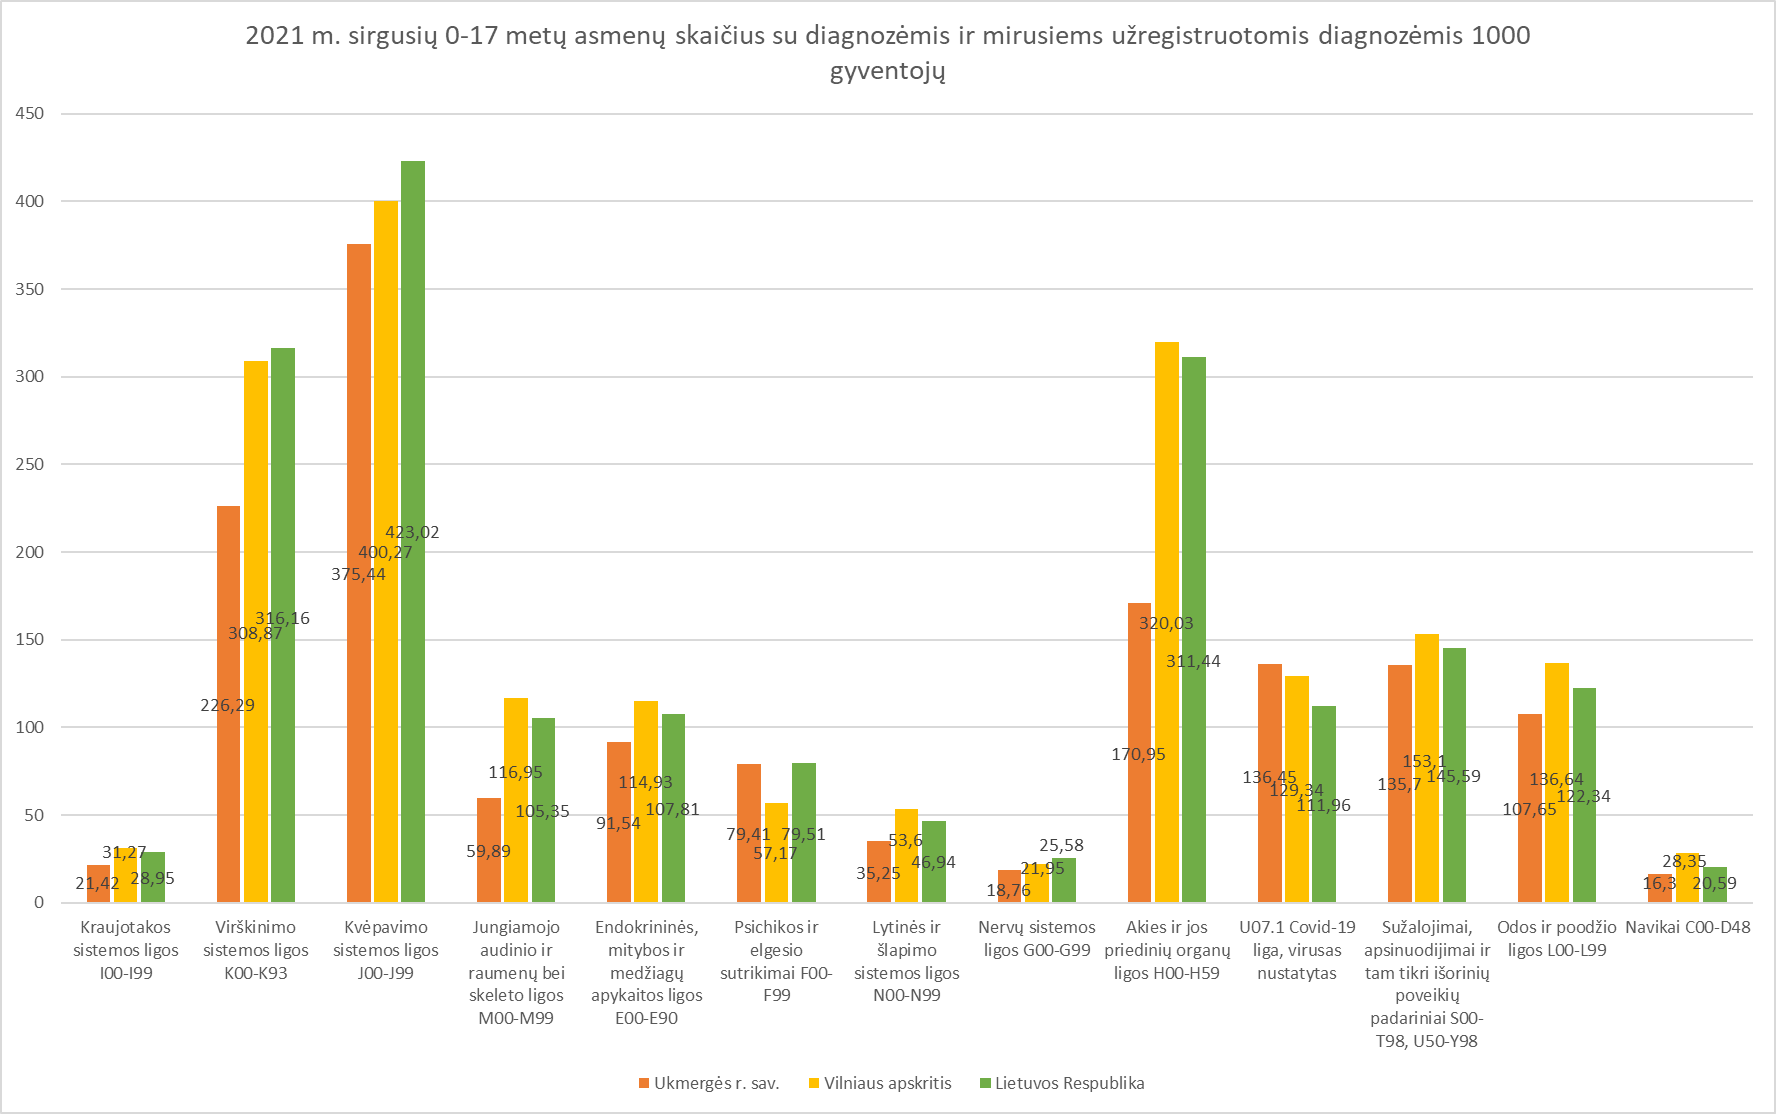 2021 m. sirgusių 0-17 metų asmenų skaičius su diagnozėmis ir mirusiems užregistruotomis diagnozėmis 1000
gyventojų
450
400
350
300
250
200
150
100
50
0
21,42
31,27
28,95
226,29
308,87
316,16
375,44
400,27
423,02
59,89
116,95
105,35
91,54
114,93
107,81
79,41
57,17
79,51
35,25
53,6
46,94
18,76
21,95
25,58
170,95
320,03
311,44
136,45
129,34
111,96
135,7
153,1
145,59
107,65
136,64
122,34
16,3
28,35
20,59
Kraujotakos
sistemos ligos
I00-I99
Virškinimo
sistemos ligos
K00-K93
Kvėpavimo
sistemos ligos
J00-J99
Jungiamojo
audinio ir
raumenų bei
skeleto ligos
M00-M99
Endokrininės,
mitybos ir
medžiagų
apykaitos ligos
E00-E90
Psichikos ir
elgesio
sutrikimai F00-
F99
Lytinės ir
šlapimo
sistemos ligos
N00-N99
Nervų sistemos
ligos G00-G99
Akies ir jos
priedinių organų
ligos H00-H59
U07.1 Covid-19
liga, virusas
nustatytas
Sužalojimai,
apsinuodijimai ir
tam tikri išorinių
poveikių
padariniai S00-
T98, U50-Y98
Odos ir poodžio
ligos L00-L99
Navikai C00-D48
Ukmergės r. sav.
Vilniaus apskritis
Lietuvos Respublika